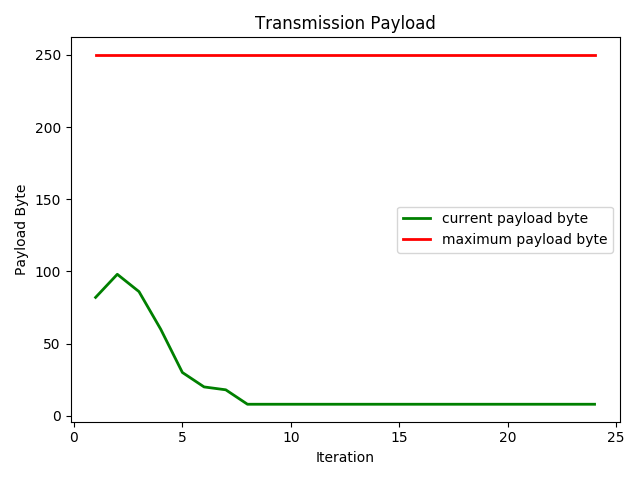 Transmission Payload
Payload Byte
250
200
150
100
50
0
current payload byte
maximum payload byte
0 5 10 15 20 25
Iteration